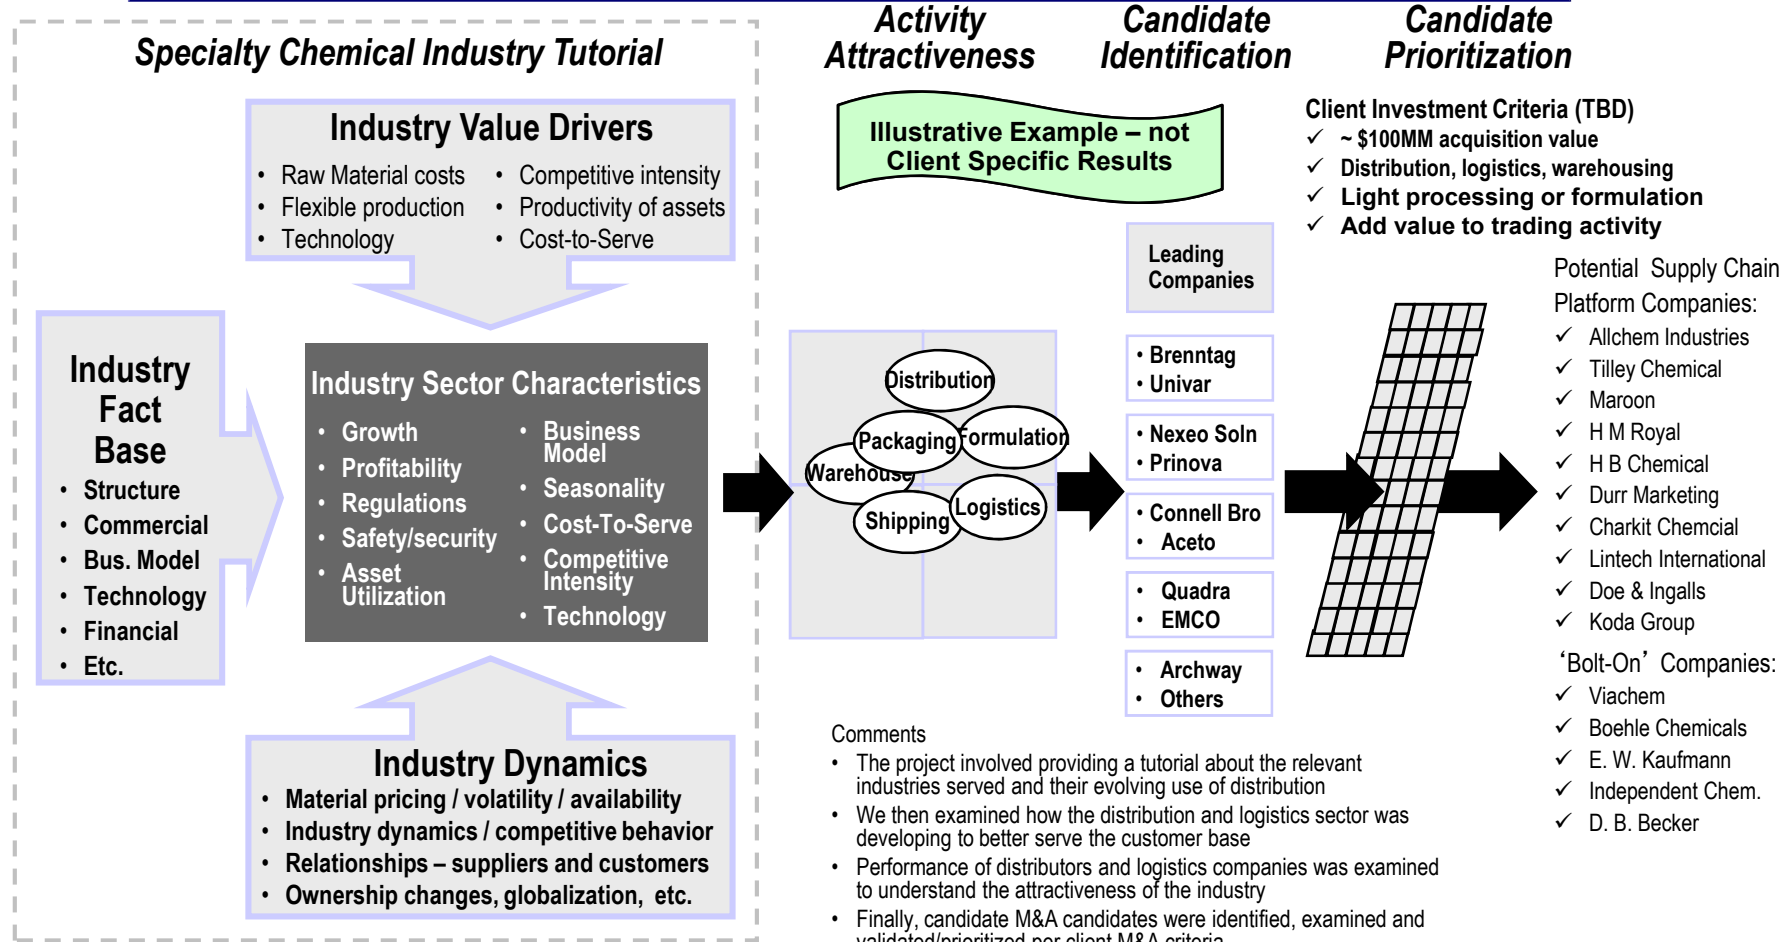 Specialty Chemical Industry Tutorial
Industry Value Drivers
• Raw Material costs
• Flexible production
• Technology
• Competitive intensity
• Productivity of assets
• Cost-to-Serve
Industry
Fact
Base
• Structure
• Commercial
• Bus. Model
• Technology
• Financial
• Etc.
Industry Sector Characteristics
• Growth
• Profitability
• Regulations
• Safety/security
• Asset
Utilization
• Business
Model
• Seasonality
• Cost-To-Serve
• Competitive
Intensity
• Technology
Industry Dynamics
• Material pricing / volatility / availability
• Industry dynamics / competitive behavior
• Relationships – suppliers and customers
• Ownership changes, globalization, etc.
Activity
Attractiveness
Candidate
Identification
Candidate
Prioritization
Illustrative Example – not
Client Specific Results
Distribution
Packaging
Formulation
Warehouse
Shipping
Logistics
Leading
Companies
• Brenntag
• Univar
• Nexeo Soln
• Prinova
• Connell Bro
• Aceto
• Quadra
• EMCO
• Archway
• Others
Client Investment Criteria (TBD)
✓ ~ $100MM acquisition value
✓ Distribution, logistics, warehousing
✓ Light processing or formulation
✓ Add value to trading activity
Potential Supply Chain
Platform Companies:
✓ Allchem Industries
✓ Tilley Chemical
✓ Maroon
✓ H M Royal
✓ H B Chemical
✓ Durr Marketing
✓ Charkit Chemcial
✓ Lintech International
✓ Doe & Ingalls
✓ Koda Group
‘Bolt-On’ Companies:
✓ Viachem
✓ Boehle Chemicals
✓ E. W. Kaufmann
✓ Independent Chem.
✓ D. B. Becker
Comments
• The project involved providing a tutorial about the relevant
industries served and their evolving use of distribution
• We then examined how the distribution and logistics sector was
developing to better serve the customer base
• Performance of distributors and logistics companies was examined
to understand the attractiveness of the industry
• Finally, candidate M&A candidates were identified, examined and
validated/prioritized per client M&A criteria